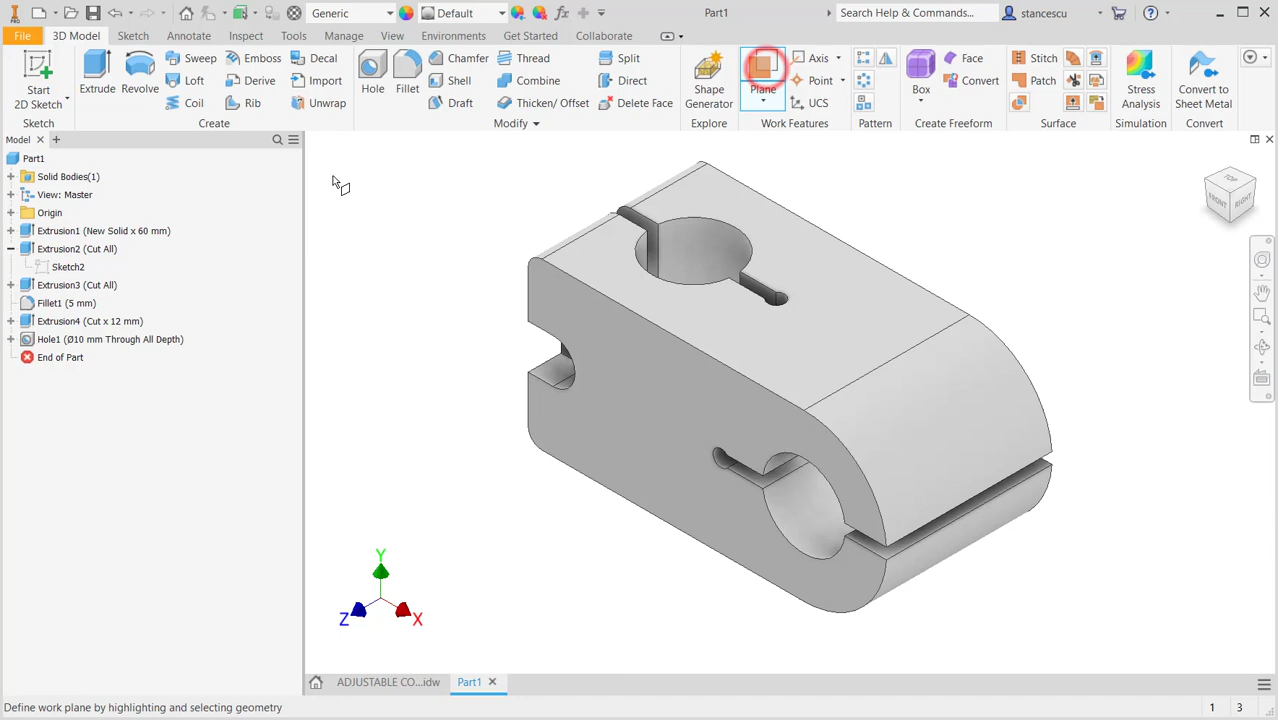 PRO
Generic
Default
fx
Part1
Search Help & Commands...
stancescu
File
3D Model
Sketch
Annotate
Inspect
Tools
Manage
View
Environments
Get Started
Collaborate
Start
2D Sketch
Extrude
Revolve
Sweep
Loft
Coil
Emboss
Derive
Rib
Decal
Import
Unwrap
Hole
Fillet
Chamfer
Shell
Draft
Thread
Combine
Thicken/ Offset
Split
Direct
Delete Face
Shape
Generator
Plane
Axis
Point
UCS
Box
Face
Convert
Stitch
Patch
Stress
Analysis
Convert to
Sheet Metal
Sketch
Create
Modify
Explore
Work Features
Pattern
Create Freeform
Surface
Simulation
Convert
Model
Part1
Solid Bodies(1)
View: Master
Origin
Extrusion1 (New Solid x 60 mm)
Extrusion2 (Cut All)
Sketch2
Extrusion3 (Cut All)
Fillet1 (5 mm)
Extrusion4 (Cut x 12 mm)
Hole1 (Ø10 mm Through All Depth)
End of Part
TOP
FRONT
RIGHT
Y
Z
X
ADJUSTABLE CO...idw
Part1
Define work plane by highlighting and selecting geometry
1
3